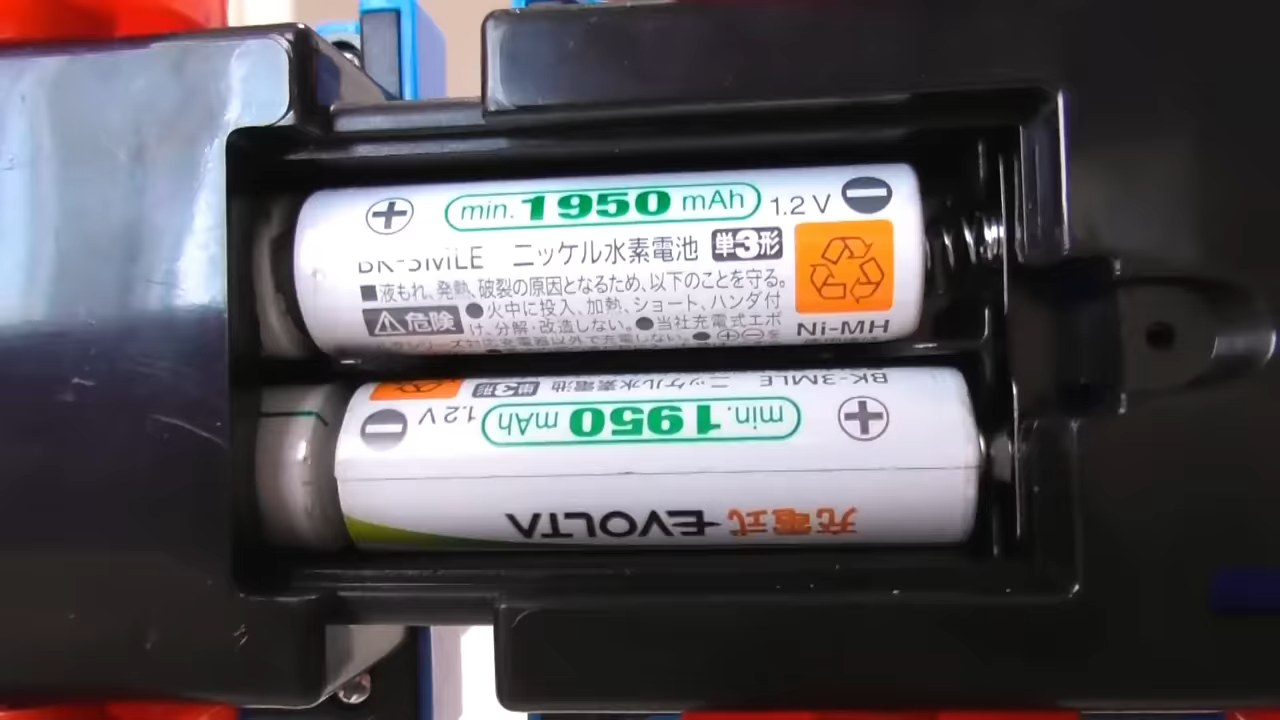 min.1950 mAh 1.2 V
BK-3MLE ニッケル水素電池 単3形
■液もれ、発熱、破裂の原因となるため、以下のことを守る。
危険 ●火中に投入、加熱、ショート、ハンダ付
け、分解・改造しない。●当社充電式エボ
Ni-MH
BK-3MLE ニッケル水素電池 単3形
min.1950 mAh 1.2 V
充電式 EVOLTA